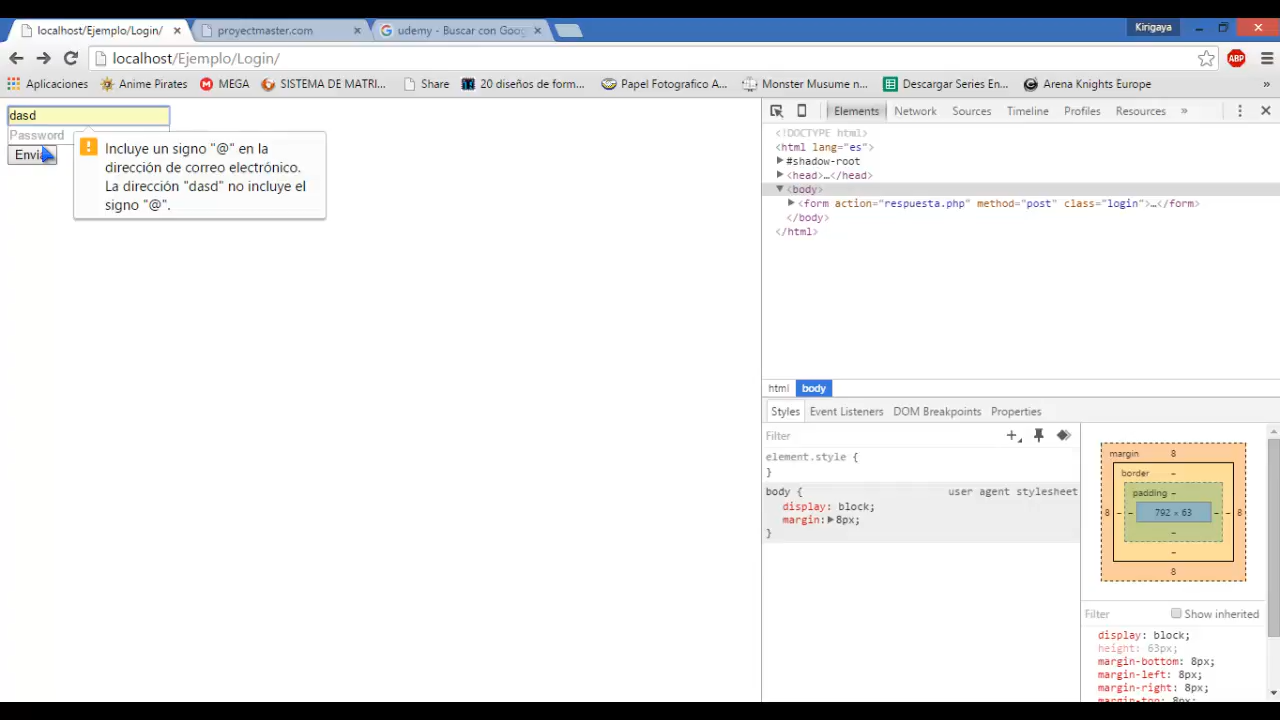 localhost/Ejemplo/Login/
proyectmaster.com
udemy - Buscar con Goog
Kirigaya
localhost/Ejemplo/Login/
ABP
Aplicaciones
Anime Pirates
MEGA
SISTEMA DE MATRI...
Share
20 diseños de form...
Papel Fotografico A...
Monster Musume n...
Descargar Series En...
Arena Knights Europe
»
dasd
Password
Incluye un signo "@" en la
dirección de correo electrónico.
La dirección "dasd" no incluye el
signo "@".
Elements
Network
Sources
Timeline
Profiles
Resources
»
<!DOCTYPE html>
<html lang="es">
#shadow-root
<head>…</head>
<body>
<form action="respuesta.php" method="post" class="login">…</form>
</body>
</html>
html
body
Styles
Event Listeners
DOM Breakpoints
Properties
Filter
element.style {
}
body {
user agent stylesheet
display: block;
margin: 8px;
}
margin
8
border
-
padding
-
8
-
-
792 × 63
-
-
8
-
-
8
Filter
Show inherited
display: block;
height: 63px;
margin-bottom: 8px;
margin-left: 8px;
margin-right: 8px;
margin-top: 8px;